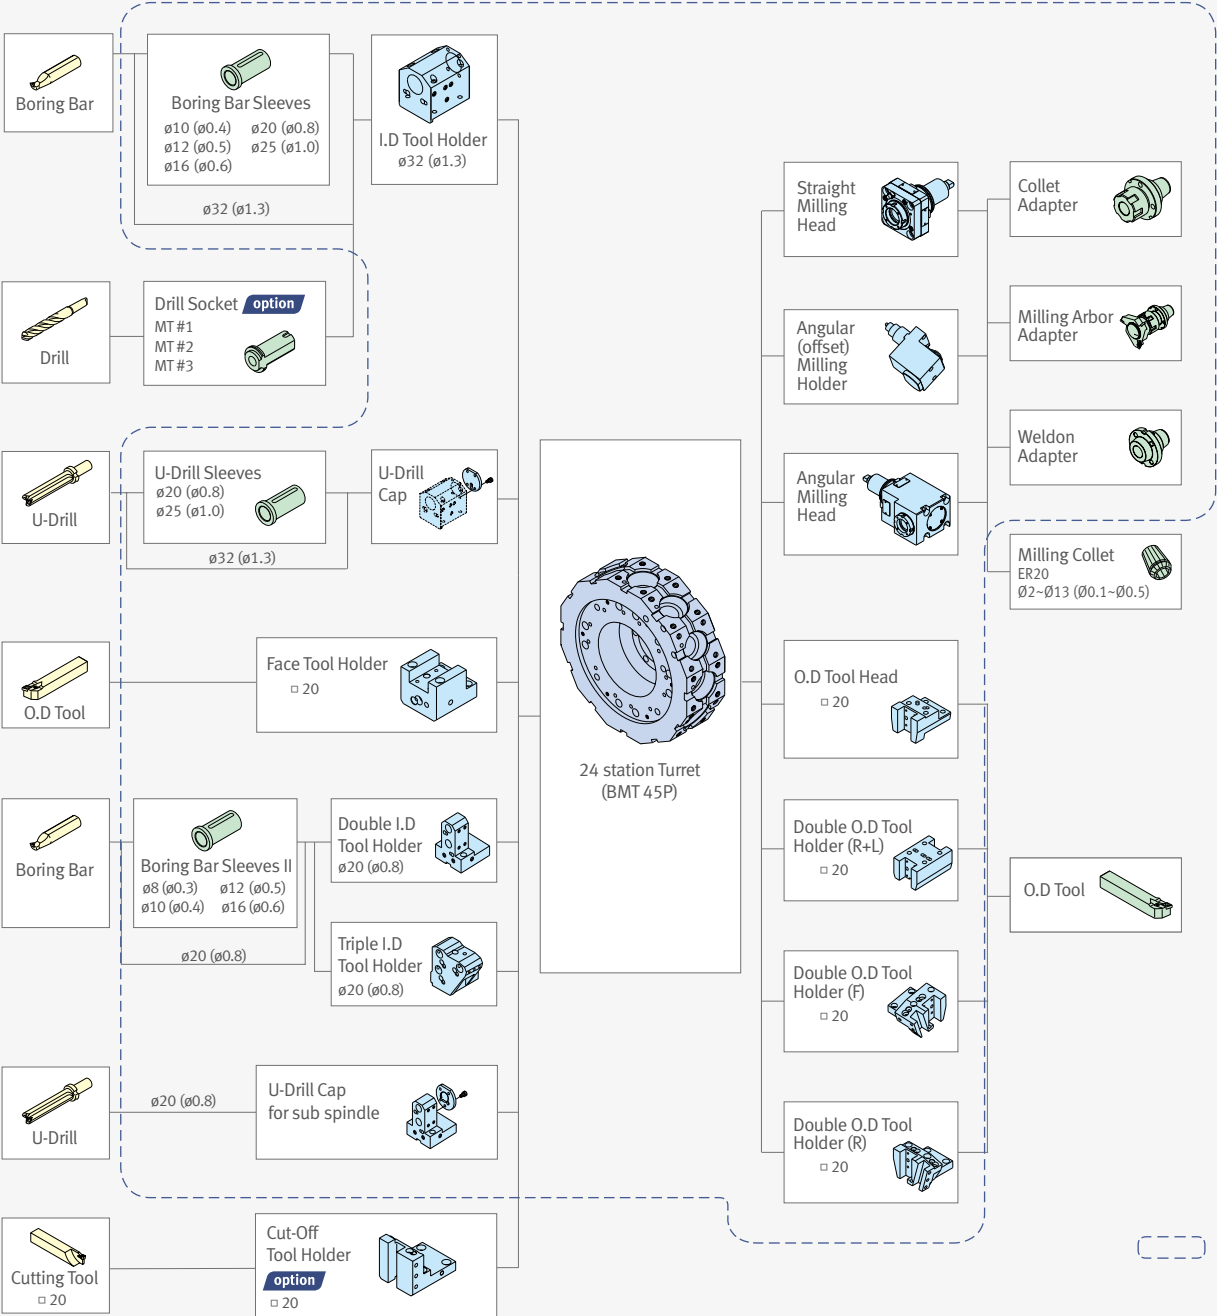 Boring Bar
Boring Bar Sleeves
ø10 (ø0.4) ø20 (ø0.8)
ø12 (ø0.5) ø25 (ø1.0)
ø16 (ø0.6)
ø32 (ø1.3)
I.D Tool Holder
ø32 (ø1.3)
Drill
Drill Socket option
MT #1
MT #2
MT #3
U-Drill
U-Drill Sleeves
ø20 (ø0.8)
ø25 (ø1.0)
ø32 (ø1.3)
U-Drill
Cap
O.D Tool
Face Tool Holder
□ 20
Boring Bar
Boring Bar Sleeves II
ø8 (ø0.3) ø12 (ø0.5)
ø10 (ø0.4) ø16 (ø0.6)
ø20 (ø0.8)
Double I.D
Tool Holder
ø20 (ø0.8)
Triple I.D
Tool Holder
ø20 (ø0.8)
U-Drill
ø20 (ø0.8)
U-Drill Cap
for sub spindle
Cutting Tool
□ 20
Cut-Off
Tool Holder
option
□ 20
24 station Turret
(BMT 45P)
Straight
Milling
Head
Angular
(offset)
Milling
Holder
Angular
Milling
Head
Collet
Adapter
Milling Arbor
Adapter
Weldon
Adapter
Milling Collet
ER20
Ø2~Ø13 (Ø0.1~Ø0.5)
O.D Tool Head
□ 20
Double O.D Tool
Holder (R+L)
□ 20
Double O.D Tool
Holder (F)
□ 20
Double O.D Tool
Holder (R)
□ 20
O.D Tool